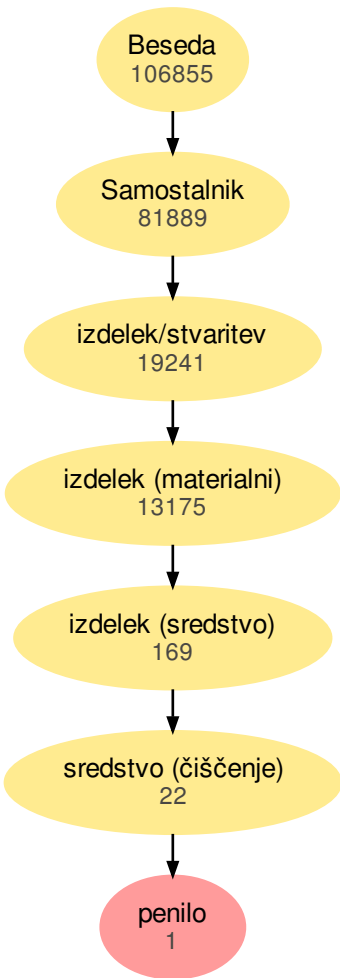 Beseda
106855
Samostalnik
81889
izdelek/stvaritev
19241
izdelek (materialni)
13175
izdelek (sredstvo)
169
sredstvo (čiščenje)
22
penilo
1